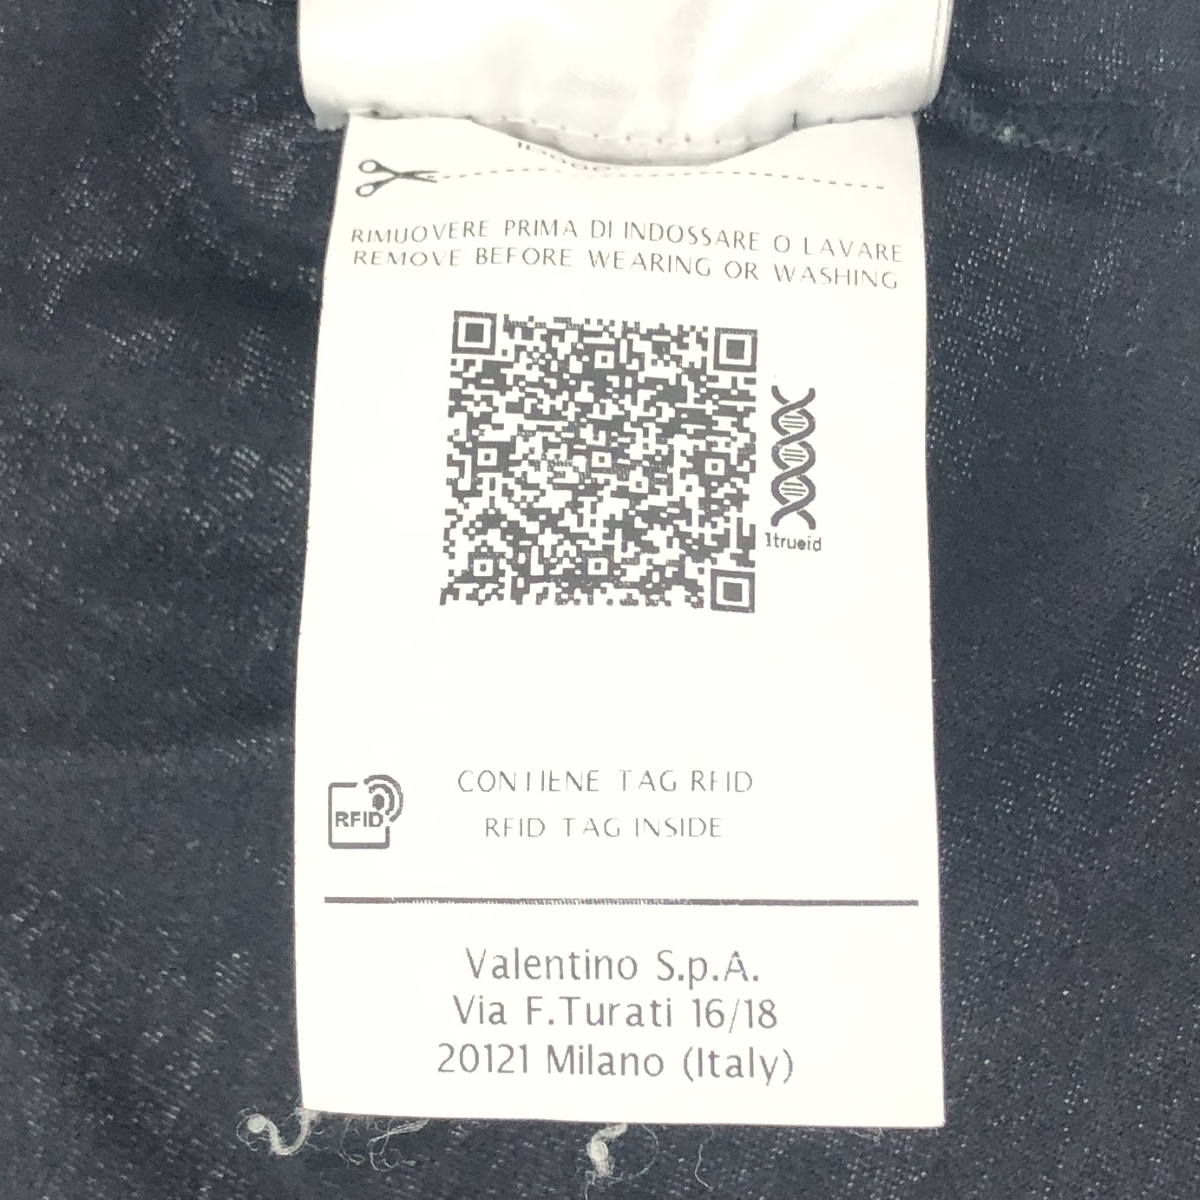 RIMUOVERE PRIMA DI INDOSSARE O LAVARE
REMOVE BEFORE WEARING OR WASHING
1trueid
RFID
CONTIENE TAG RFID
RFID TAG INSIDE
Valentino S.p.A.
Via F.Turati 16/18
20121 Milano (Italy)